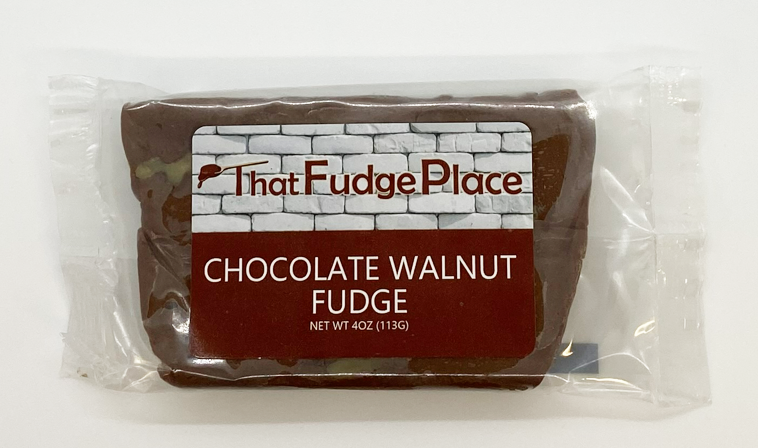 That Fudge Place
CHOCOLATE WALNUT
FUDGE
NET WT 4OZ (113G)